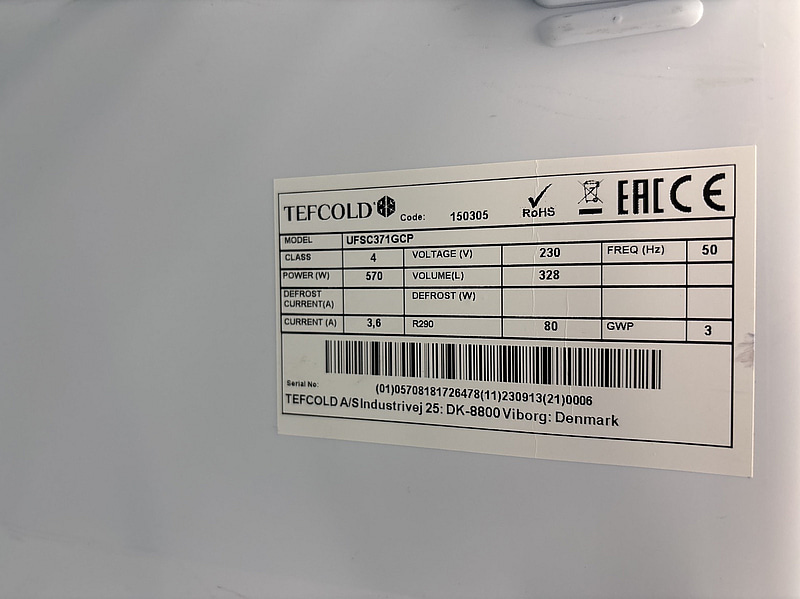 TEFCOLD Code: 150305 RoHS EAC CE
MODEL UFSC371GCP
CLASS 4 VOLTAGE (V) 230 FREQ (Hz) 50
POWER (W) 570 VOLUME(L) 328
DEFROST CURRENT(A) DEFROST (W)
CURRENT (A) 3,6 R290 80 GWP 3
Serial No:
(01)05708181726478(11)230913(21)0006
TEFCOLD A/S Industrivej 25: DK-8800 Viborg: Denmark